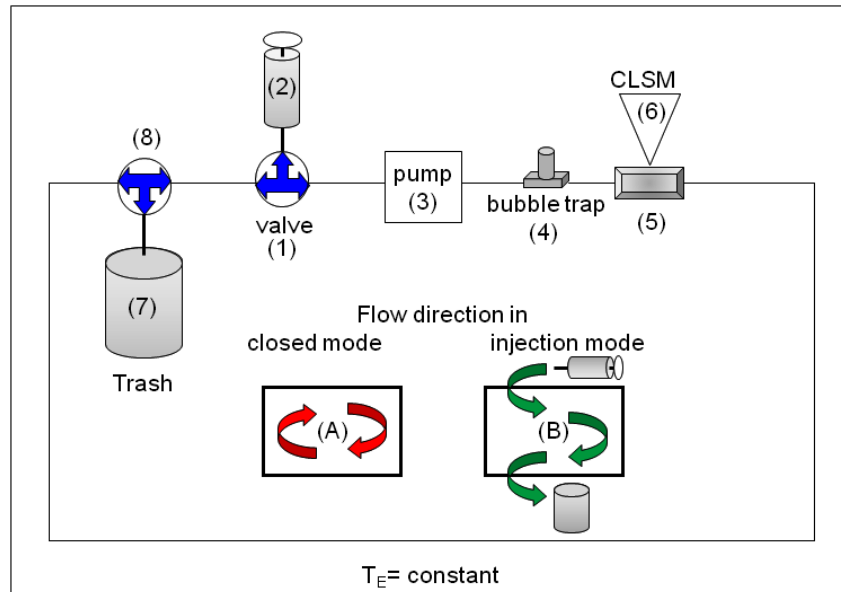 CLSM
(6)
(2)
(8)
pump
(3)
bubble trap
(4)
(5)
valve
(1)
(7)
Trash
Flow direction in
closed mode
injection mode
(A)
(B)
T_E= constant